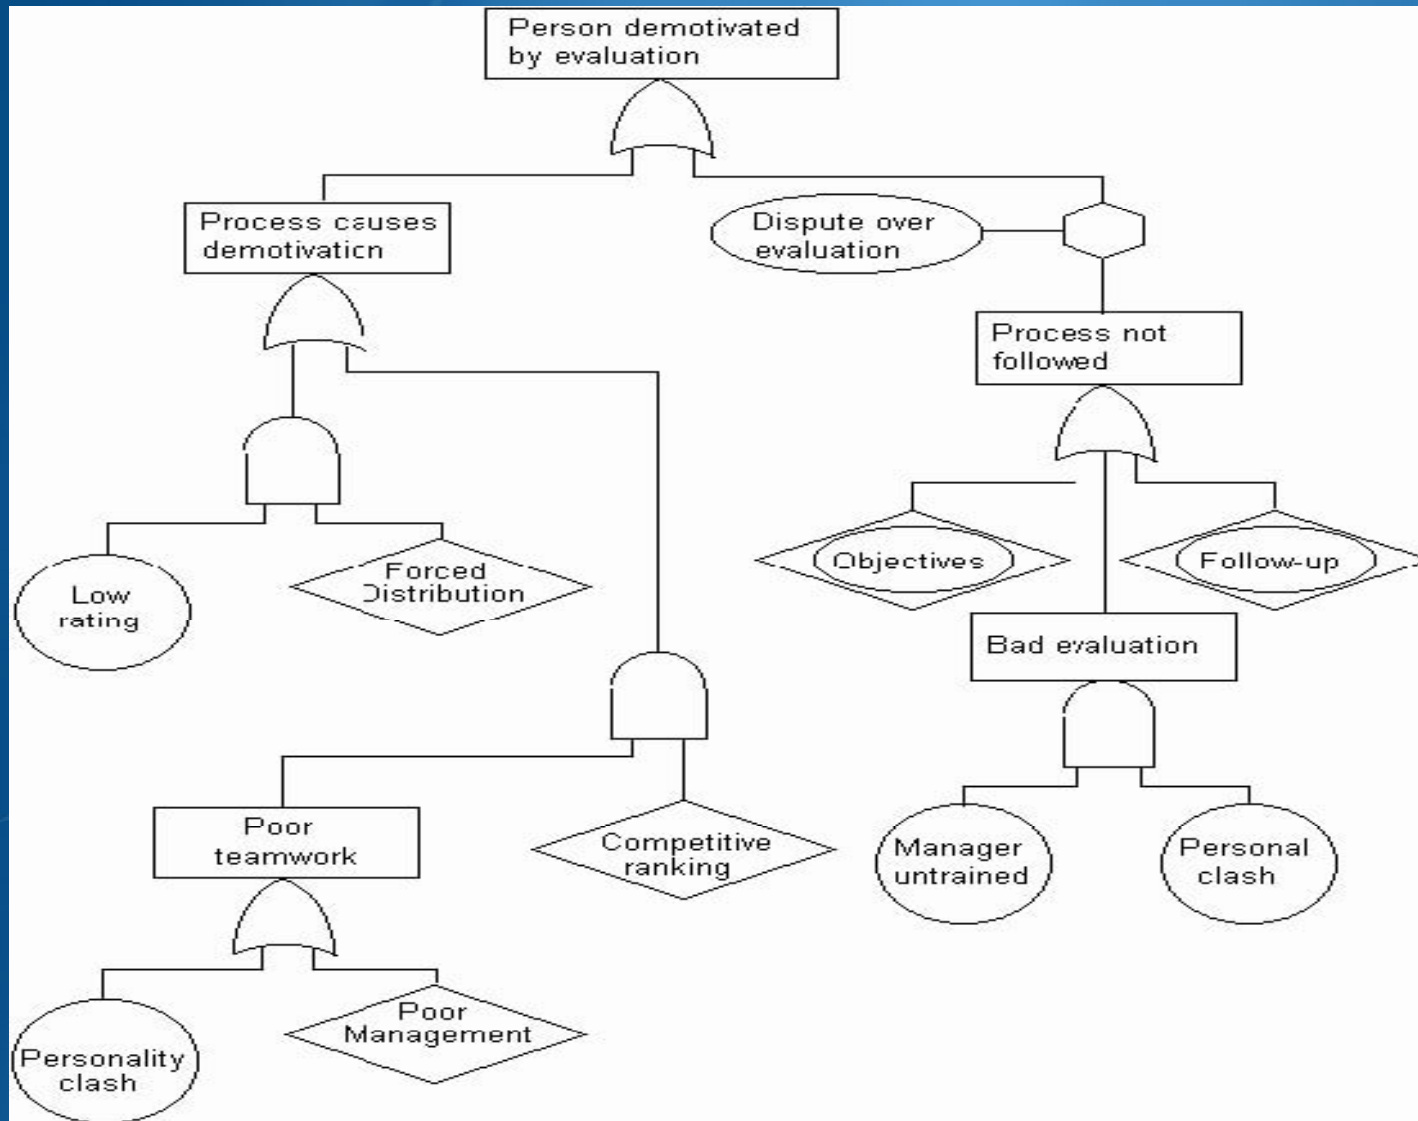 Person demotivated
by evaluation
Process causes
demotivation
Dispute over
evaluation
Process not
followed
Objectives
Follow-up
Low
rating
Forced
Distribution
Bad evaluation
Poor
teamwork
Competitive
ranking
Manager
untrained
Personal
clash
Personality
clash
Poor
Management